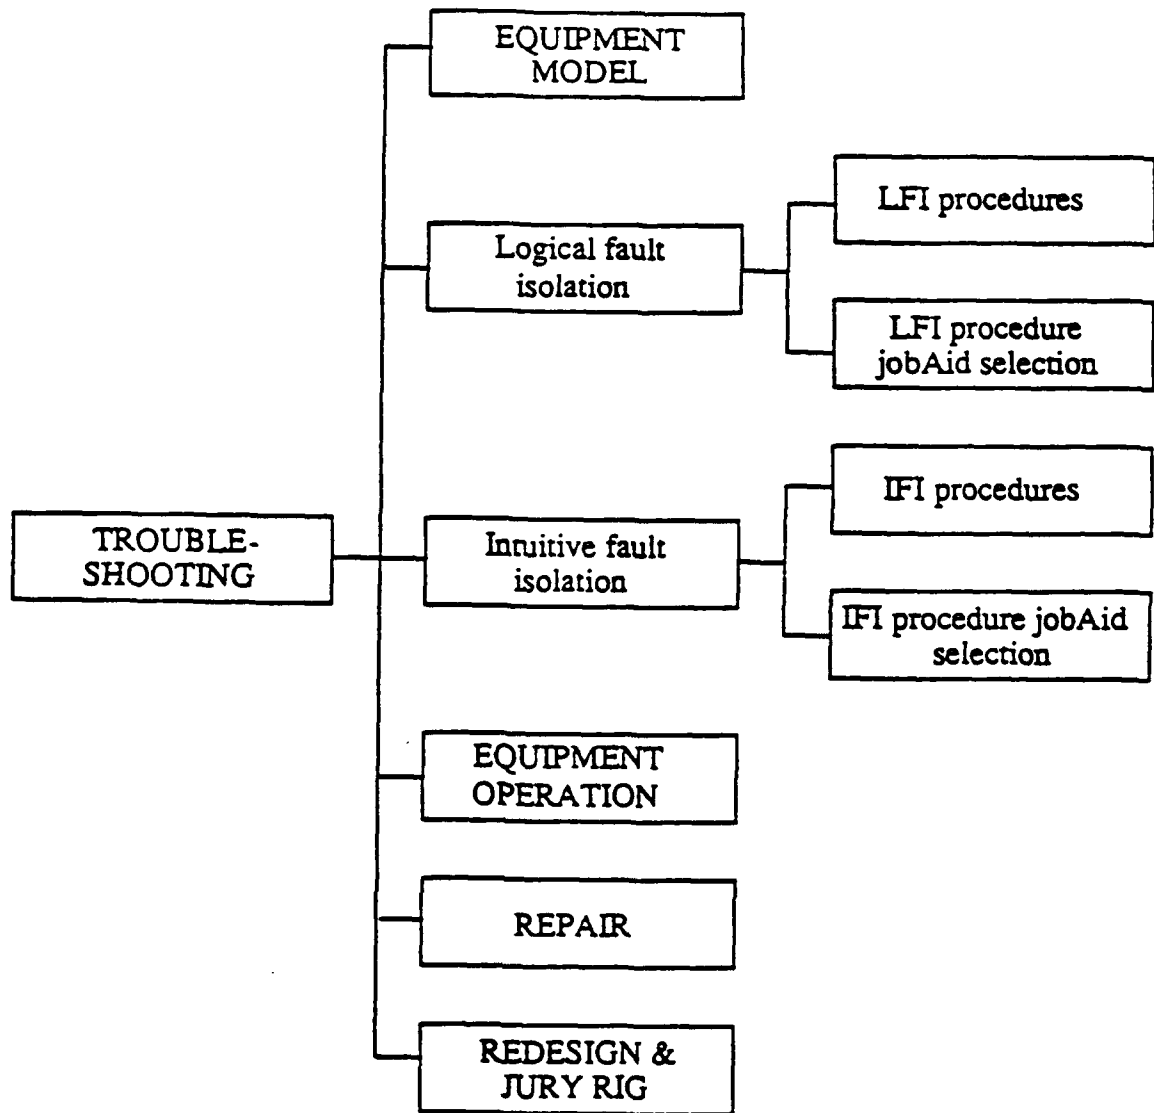 EQUIPMENT
MODEL
LFI procedures
Logical fault
isolation
LFI procedure
jobAid selection
IFI procedures
TROUBLE-
SHOOTING
Intuitive fault
isolation
IFI procedure jobAid
selection
EQUIPMENT
OPERATION
REPAIR
REDESIGN &
JURY RIG